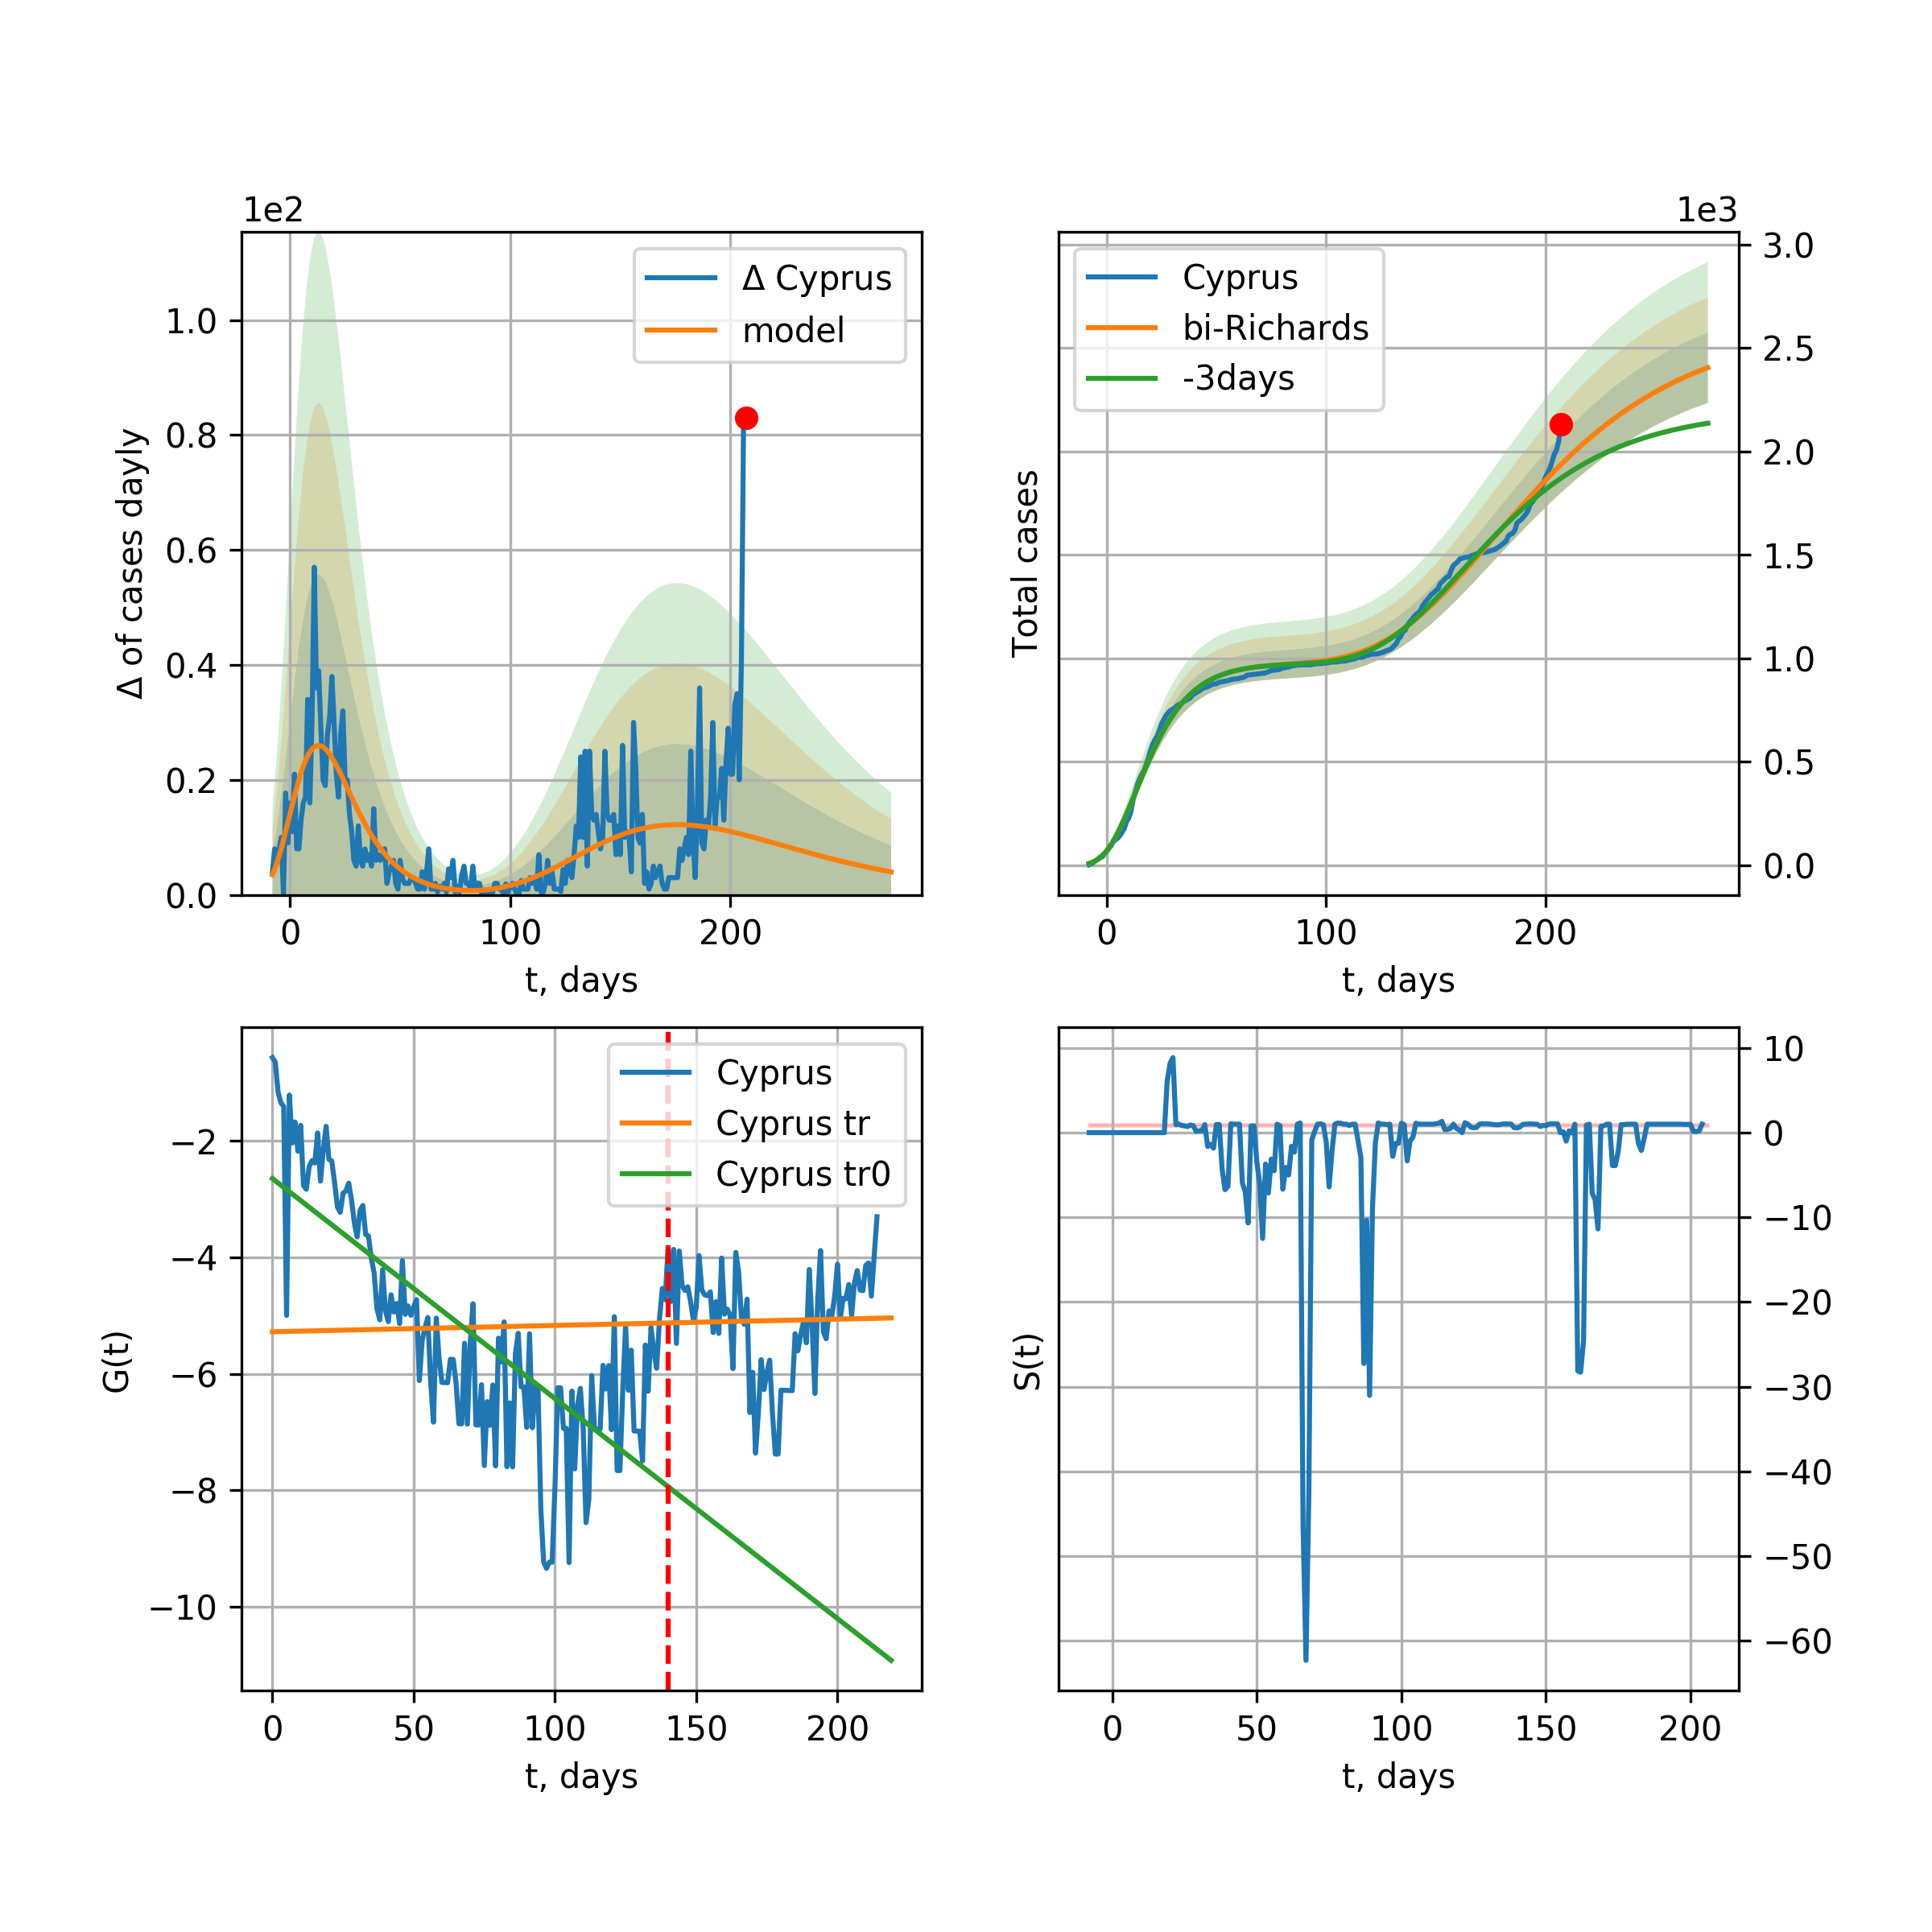 1e2
Δ of cases dayly
1.0
0.8
0.6
0.4
0.2
0.0
Δ Cyprus
model
0 100 200
t, days
1e3
Total cases
Cyprus
bi-Richards
-3days
3.0
2.5
2.0
1.5
1.0
0.5
0.0
0 100 200
t, days
G(t)
−2
−4
−6
−8
−10
Cyprus
Cyprus tr
Cyprus tr0
0 50 100 150 200
t, days
S(t)
10
0
−10
−20
−30
−40
−50
−60
0 50 100 150 200
t, days